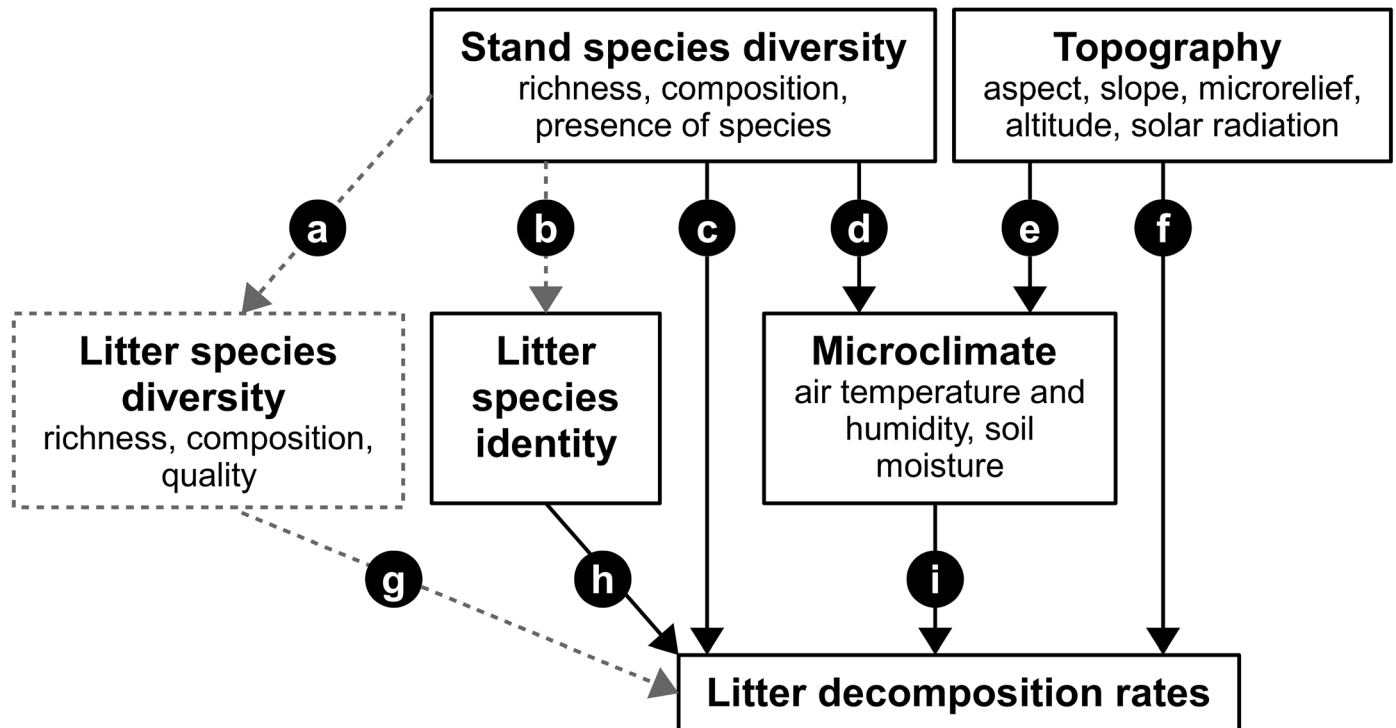 Stand species diversity
richness, composition,
presence of species
Topography
aspect, slope, microrelief,
altitude, solar radiation
a
b
c
d
e
f
Litter species
diversity
richness, composition,
quality
Litter
species
identity
Microclimate
air temperature and
humidity, soil
moisture
g
h
i
Litter decomposition rates